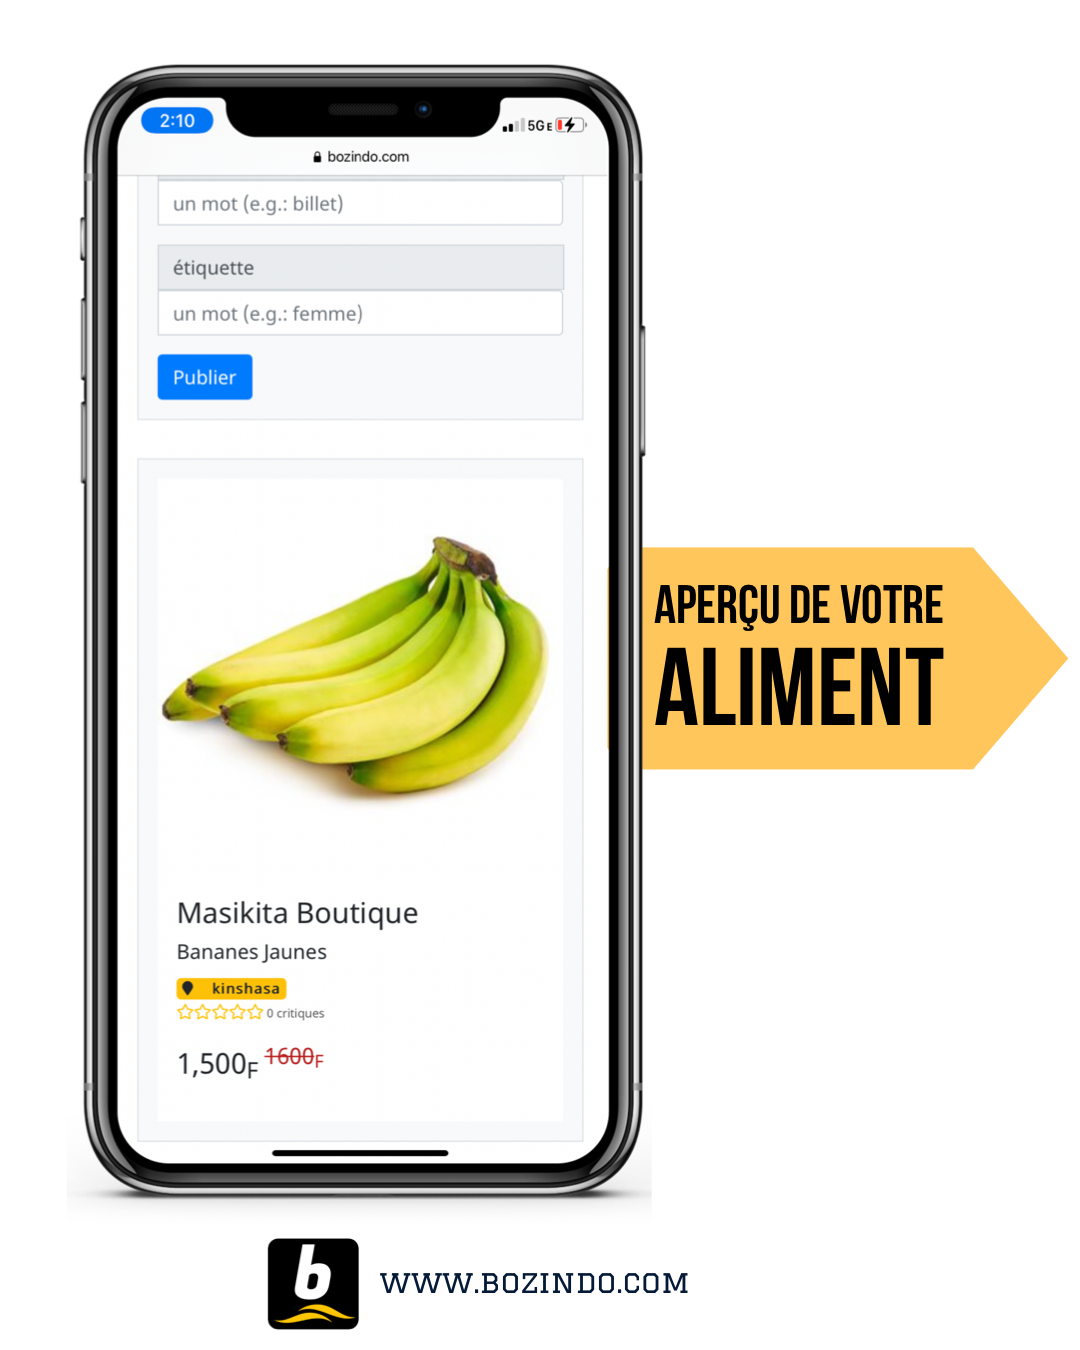 2:10
5GE
bozindo.com
un mot (e.g.: billet)
étiquette
un mot (e.g.: femme)
Publier
APERÇU DE VOTRE
ALIMENT
Masikita Boutique
Bananes Jaunes
kinshasa
0 critiques
1,500F 1600F
b
WWW.BOZINDO.COM